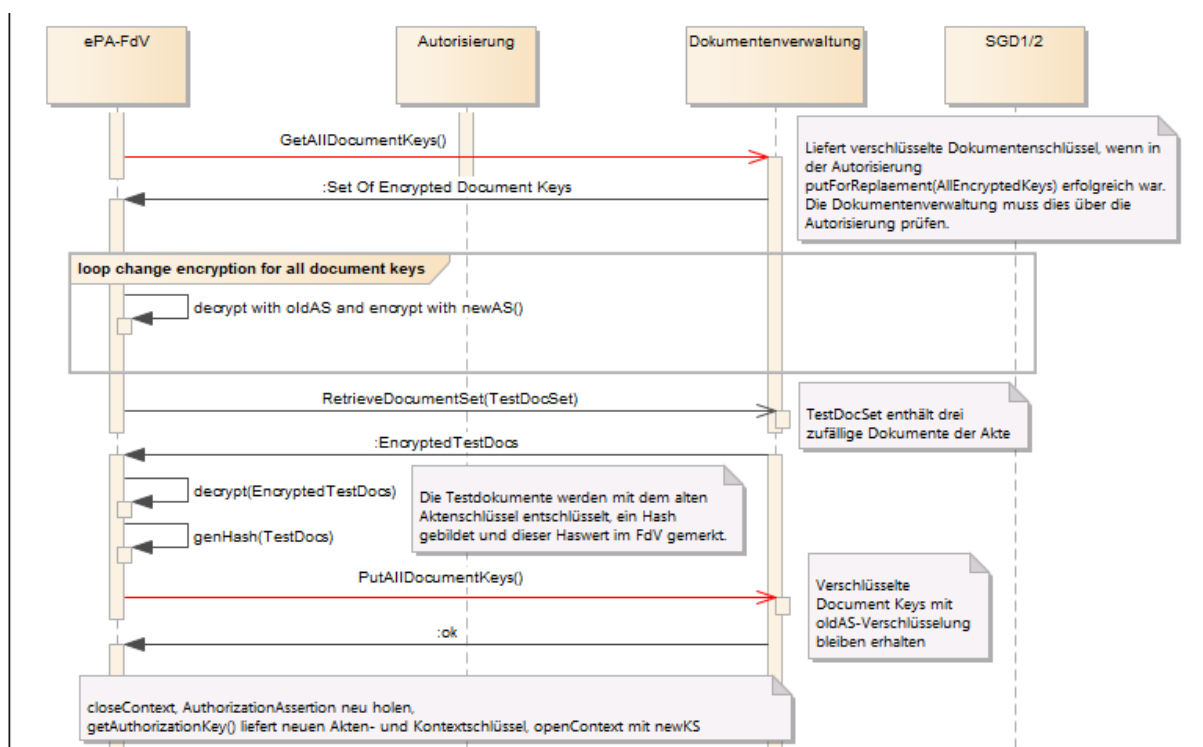 ePA-FdV
Autorisierung
Dokumentenverwaltung
SGD1/2
GetAllDocumentKeys()
Liefert verschlüsselte Dokumentenschlüssel, wenn in
der Autorisierung
putForReplaement(AllEncryptedKeys) erfolgreich war.
Die Dokumentenverwaltung muss dies über die
Autorisierung prüfen.
:Set Of Encrypted Document Keys
loop change encryption for all document keys
decrypt with oldAS and encrypt with newAS()
RetrieveDocumentSet(TestDocSet)
TestDocSet enthält drei
zufällige Dokumente der Akte
:EncryptedTestDocs
decrypt(EncryptedTestDocs)
Die Testdokumente werden mit dem alten
Aktenschlüssel entschlüsselt, ein Hash
gebildet und dieser Haswert im FdV gemerkt.
genHash(TestDocs)
PutAllDocumentKeys()
Verschlüsselte
Document Keys mit
oldAS-Verschlüsselung
bleiben erhalten
:ok
closeContext, AuthorizationAssertion neu holen,
getAuthorizationKey() liefert neuen Akten- und Kontextschlüssel, openContext mit newKS